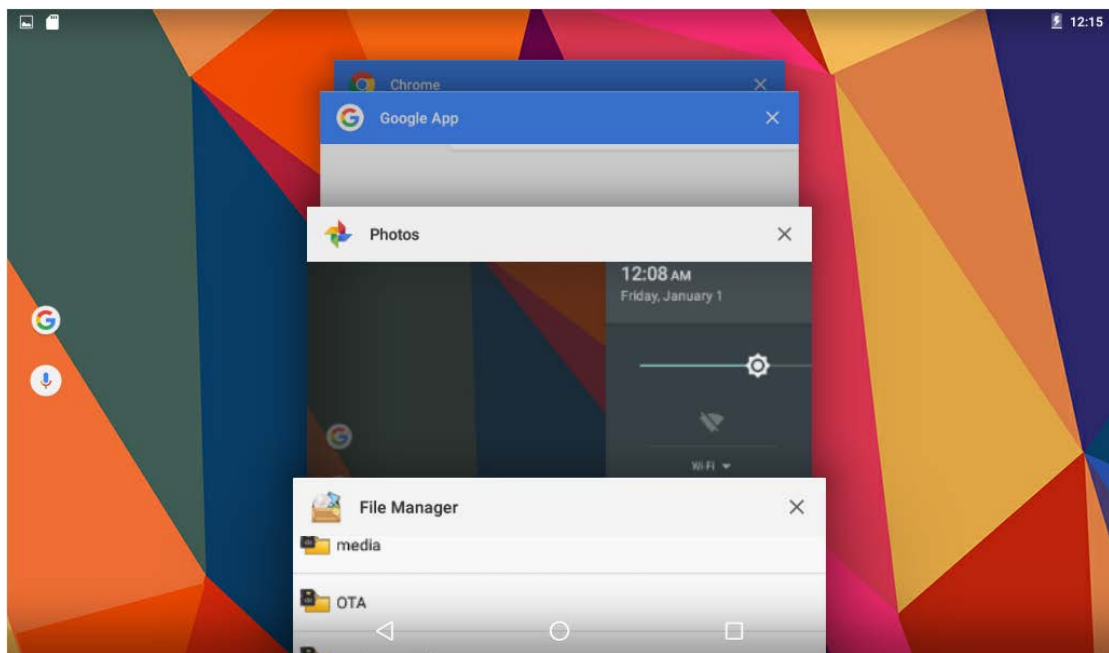 12:15
Chrome
Google App
Photos
12:08 AM
Friday, January 1
Wi-Fi
File Manager
media
OTA